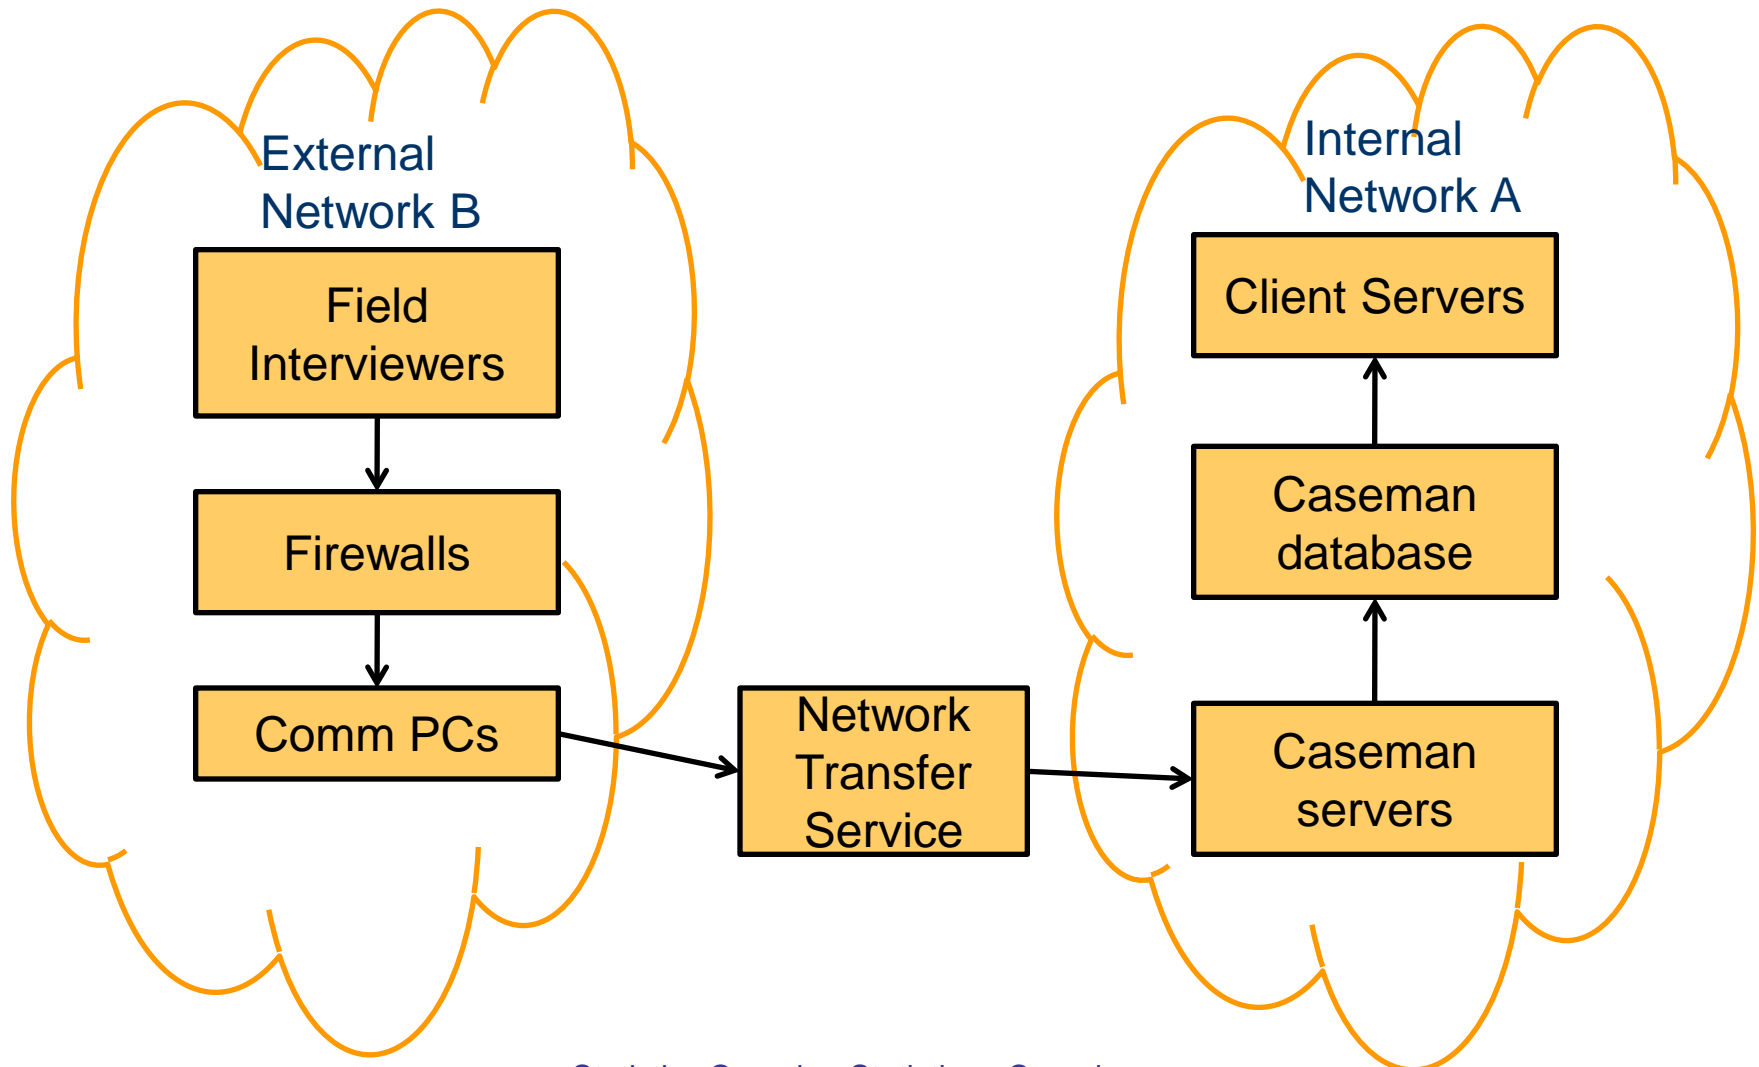 External
Network B
Field
Interviewers
Firewalls
Comm PCs
Network
Transfer
Service
Internal
Network A
Client Servers
Caseman
database
Caseman
servers